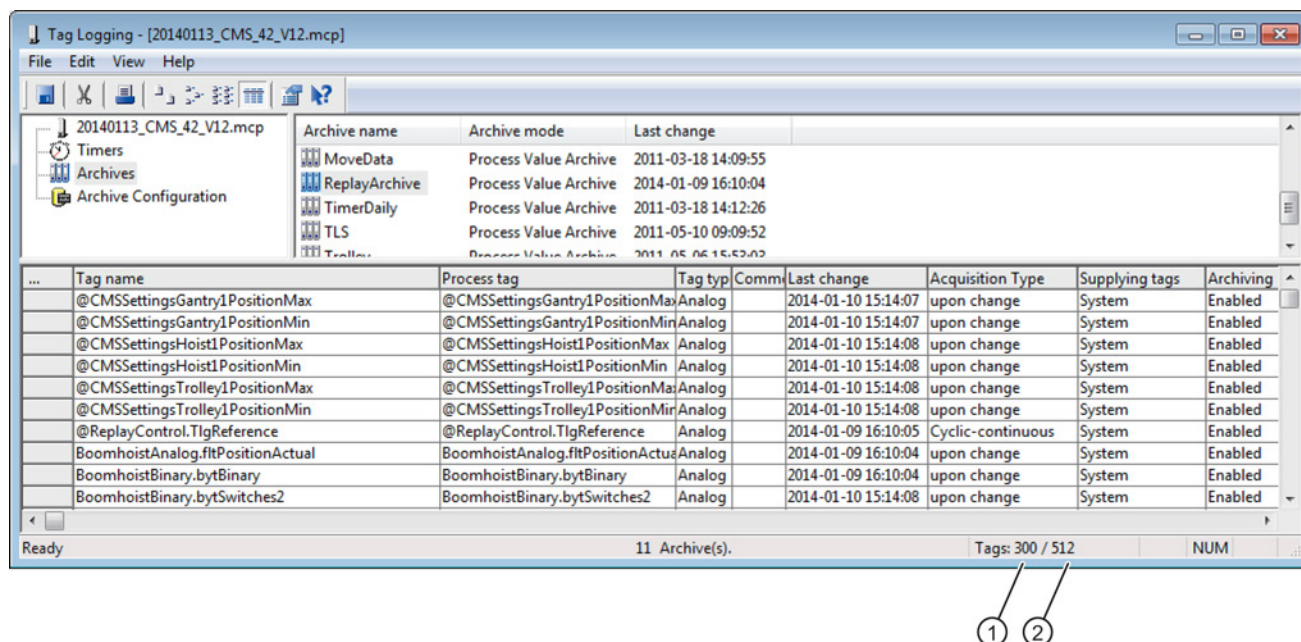 Tag Logging - [20140113_CMS_42_V12.mcp]
File Edit View Help
20140113_CMS_42_V12.mcp
Timers
Archives
Archive Configuration
Archive name Archive mode Last change
MoveData Process Value Archive 2011-03-18 14:09:55
ReplayArchive Process Value Archive 2014-01-09 16:10:04
TimerDaily Process Value Archive 2011-03-18 14:12:26
TLS Process Value Archive 2011-05-10 09:09:52
Trolley Process Value Archive 2011-05-06 15:52:03
... Tag name Process tag Tag typ Comm Last change Acquisition Type Supplying tags Archiving
@CMSSettingsGantry1PositionMax @CMSSettingsGantry1PositionMax Analog 2014-01-10 15:14:07 upon change System Enabled
@CMSSettingsGantry1PositionMin @CMSSettingsGantry1PositionMin Analog 2014-01-10 15:14:07 upon change System Enabled
@CMSSettingsHoist1PositionMax @CMSSettingsHoist1PositionMax Analog 2014-01-10 15:14:08 upon change System Enabled
@CMSSettingsHoist1PositionMin @CMSSettingsHoist1PositionMin Analog 2014-01-10 15:14:08 upon change System Enabled
@CMSSettingsTrolley1PositionMax @CMSSettingsTrolley1PositionMa Analog 2014-01-10 15:14:08 upon change System Enabled
@CMSSettingsTrolley1PositionMin @CMSSettingsTrolley1PositionMir Analog 2014-01-10 15:14:08 upon change System Enabled
@ReplayControl.TlgReference @ReplayControl.TlgReference Analog 2014-01-09 16:10:05 Cyclic-continuous System Enabled
BoomhoistAnalog.fltPositionActual BoomhoistAnalog.fltPositionActua Analog 2014-01-09 16:10:04 upon change System Enabled
BoomhoistBinary.bytBinary BoomhoistBinary.bytBinary Analog 2014-01-09 16:10:04 upon change System Enabled
BoomhoistBinary.bytSwitches2 BoomhoistBinary.bytSwitches2 Analog 2014-01-10 15:14:08 upon change System Enabled
Ready 11 Archive(s). Tags: 300 / 512 NUM
1 2